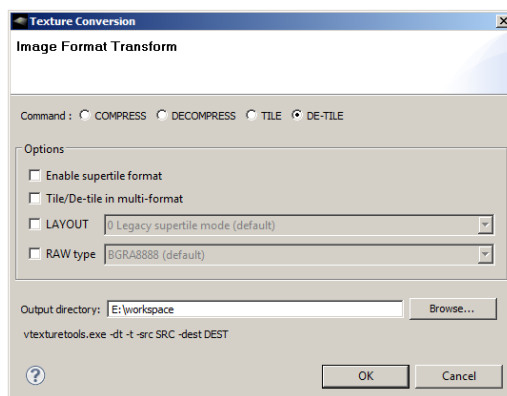 Texture Conversion
Image Format Transform
Command : COMPRESS DECOMPRESS TILE DE-TILE
Options
Enable supertile format
Tile/De-tile in multi-format
LAYOUT 0 Legacy supertile mode (default)
RAW type BGRA8888 (default)
Output directory: E:\workspace Browse...
vtexturetools.exe -dt -t -src SRC -dest DEST
? OK Cancel